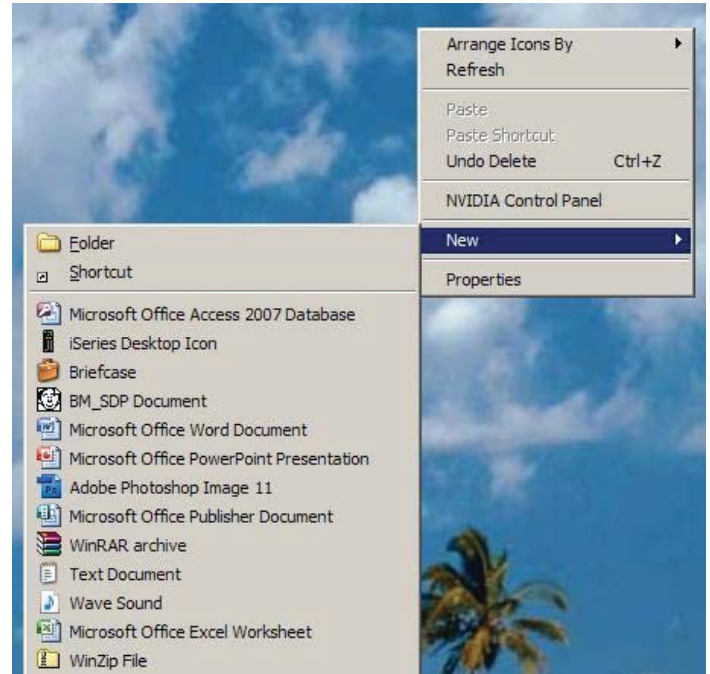 Arrange Icons By
Refresh
Paste
Paste Shortcut
Undo Delete Ctrl+Z
NVIDIA Control Panel
New
Properties
Folder
Shortcut
Microsoft Office Access 2007 Database
iSeries Desktop Icon
Briefcase
BM_SDP Document
Microsoft Office Word Document
Microsoft Office PowerPoint Presentation
Adobe Photoshop Image 11
Microsoft Office Publisher Document
WinRAR archive
Text Document
Wave Sound
Microsoft Office Excel Worksheet
WinZip File